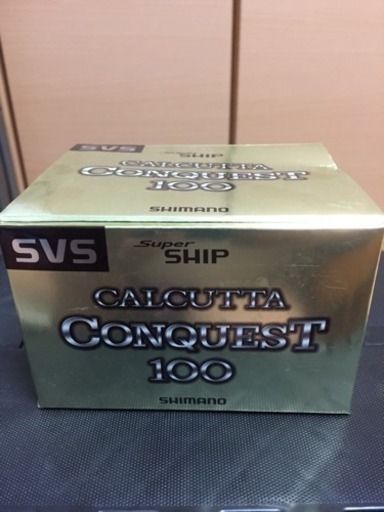 SVS
Super
SHIP
CALCUTTA
CONQUEST
100
SHIMANO
SVS
Super
SHIP
CALCUTTA
CONQUEST
100
SHIMANO